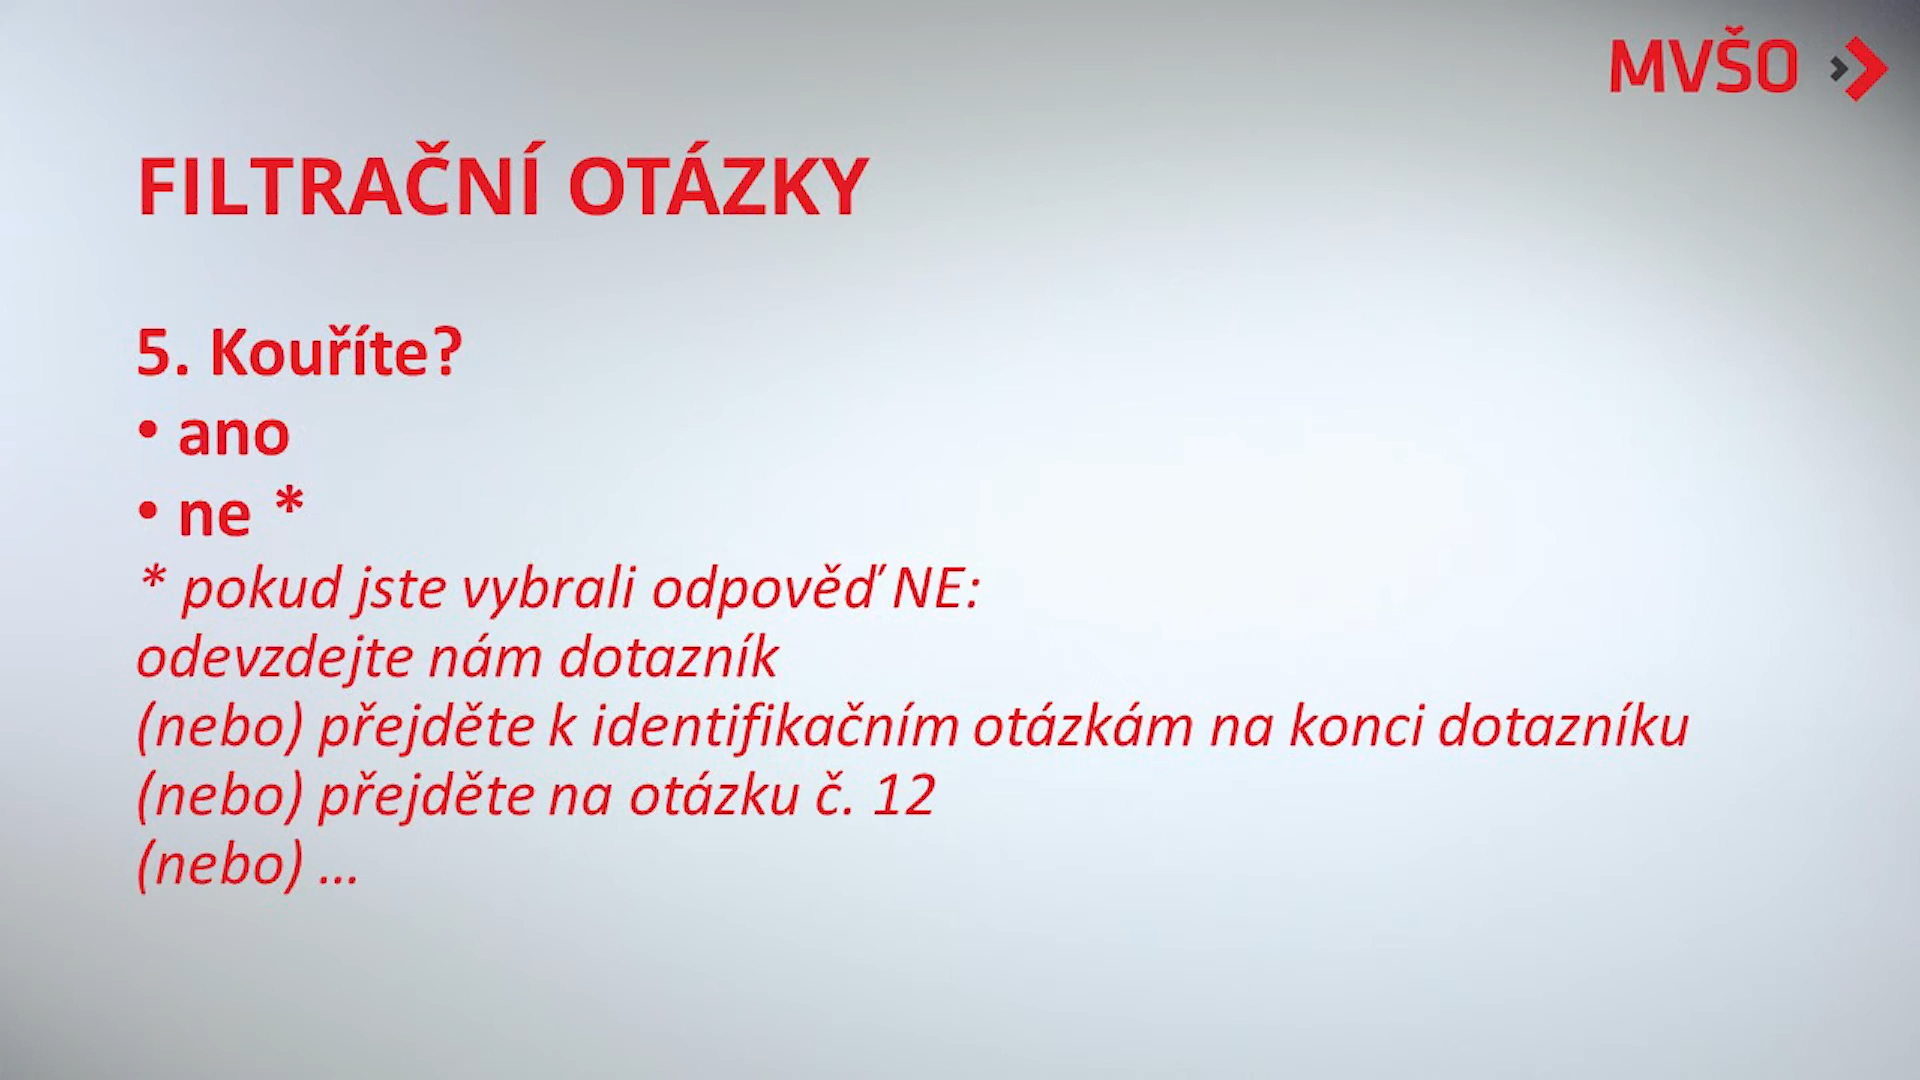 MVŠO
FILTRAČNÍ OTÁZKY
5. Kouříte?
• ano
• ne *
* pokud jste vybrali odpověď NE:
odevzdejte nám dotazník
(nebo) přejděte k identifikačním otázkám na konci dotazníku
(nebo) přejděte na otázku č. 12
(nebo) ...